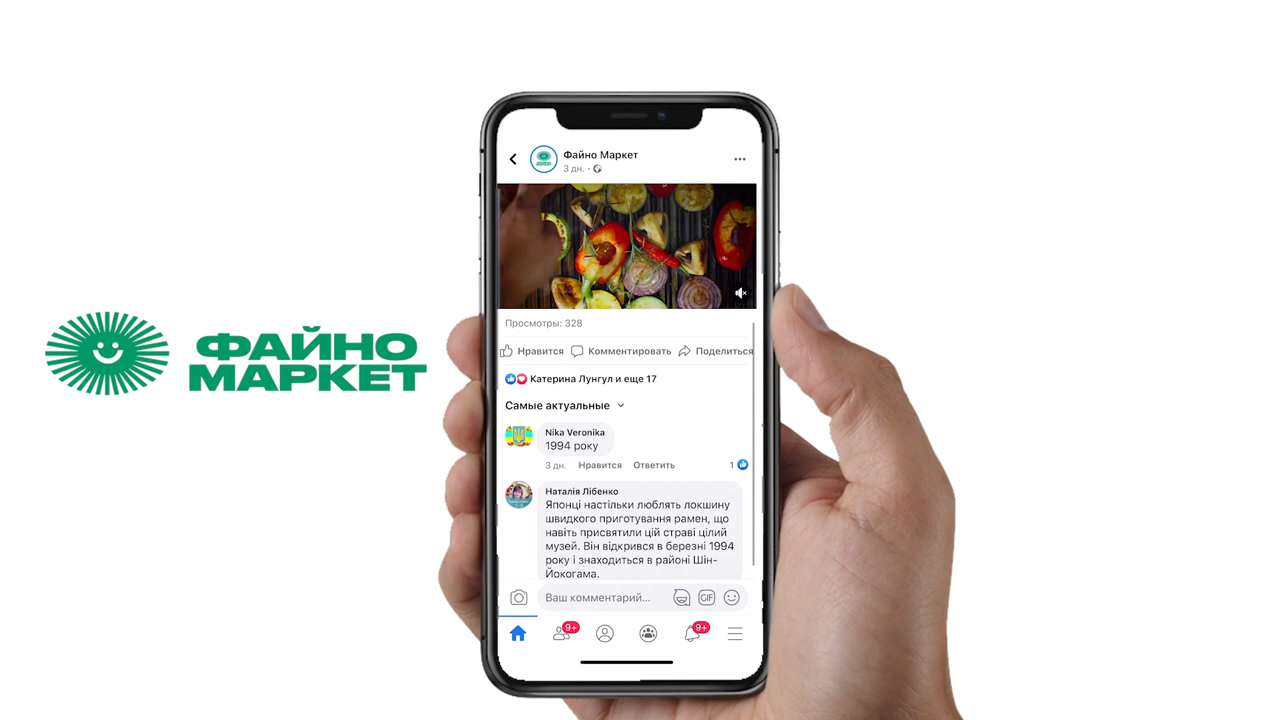 ФАЙНО
МАРКЕТ
Файно Маркет
3 дн. ·
Просмотры: 328
Нравится Комментировать Поделиться
Катерина Лунгул и еще 17
Самые актуальные
Nika Veronika
1994 року
3 дн. Нравится Ответить 1
Наталія Лібенко
Японці настільки люблять локшину
швидкого приготування рамен, що
навіть присвятили цій страві цілий
музей. Він відкрився в березні 1994
року і знаходиться в районі Шін-
Йокогама.
Ваш комментарий... GIF
9+ 9+